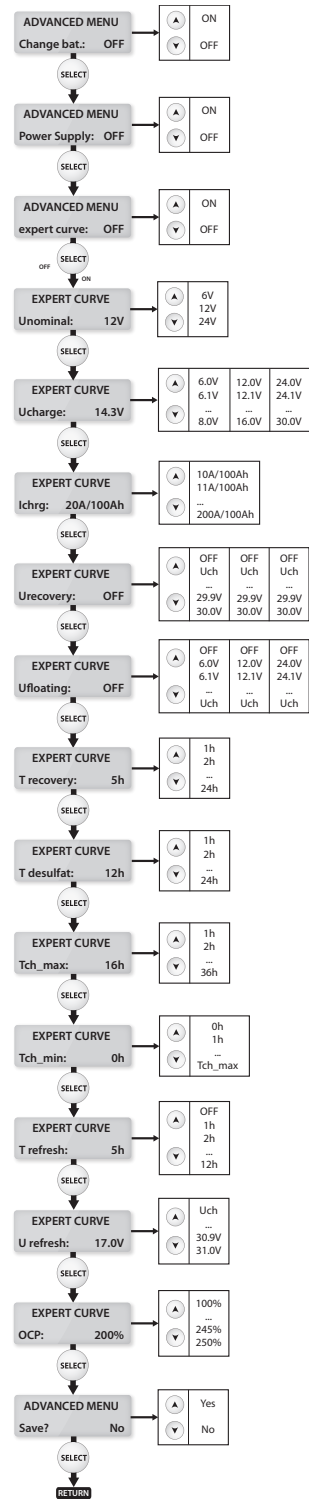 ADVANCED MENU
Change bat.: OFF
ON
OFF
SELECT
ADVANCED MENU
Power Supply: OFF
ON
OFF
SELECT
ADVANCED MENU
expert curve: OFF
ON
OFF
SELECT
OFF
ON
EXPERT CURVE
Unominal: 12V
6V
12V
24V
SELECT
EXPERT CURVE
Ucharge: 14.3V
6.0V 12.0V 24.0V
6.1V 12.1V 24.1V
... ... ...
8.0V 16.0V 30.0V
SELECT
EXPERT CURVE
Ichrg: 20A/100Ah
10A/100Ah
11A/100Ah
...
200A/100Ah
SELECT
EXPERT CURVE
Urecovery: OFF
OFF OFF OFF
Uch Uch Uch
... ... ...
29.9V 29.9V 29.9V
30.0V 30.0V 30.0V
SELECT
EXPERT CURVE
Ufloating: OFF
OFF OFF OFF
6.0V 12.0V 24.0V
6.1V 12.1V 24.1V
... ... ...
Uch Uch Uch
SELECT
EXPERT CURVE
T recovery: 5h
1h
2h
...
24h
SELECT
EXPERT CURVE
T desulfat: 12h
1h
2h
...
24h
SELECT
EXPERT CURVE
Tch_max: 16h
1h
2h
...
36h
SELECT
EXPERT CURVE
Tch_min: 0h
0h
1h
...
Tch_max
SELECT
EXPERT CURVE
T refresh: 5h
OFF
1h
2h
...
12h
SELECT
EXPERT CURVE
U refresh: 17.0V
Uch
...
30.9V
31.0V
SELECT
EXPERT CURVE
OCP: 200%
100%
...
245%
250%
SELECT
ADVANCED MENU
Save? No
Yes
No
SELECT
RETURN